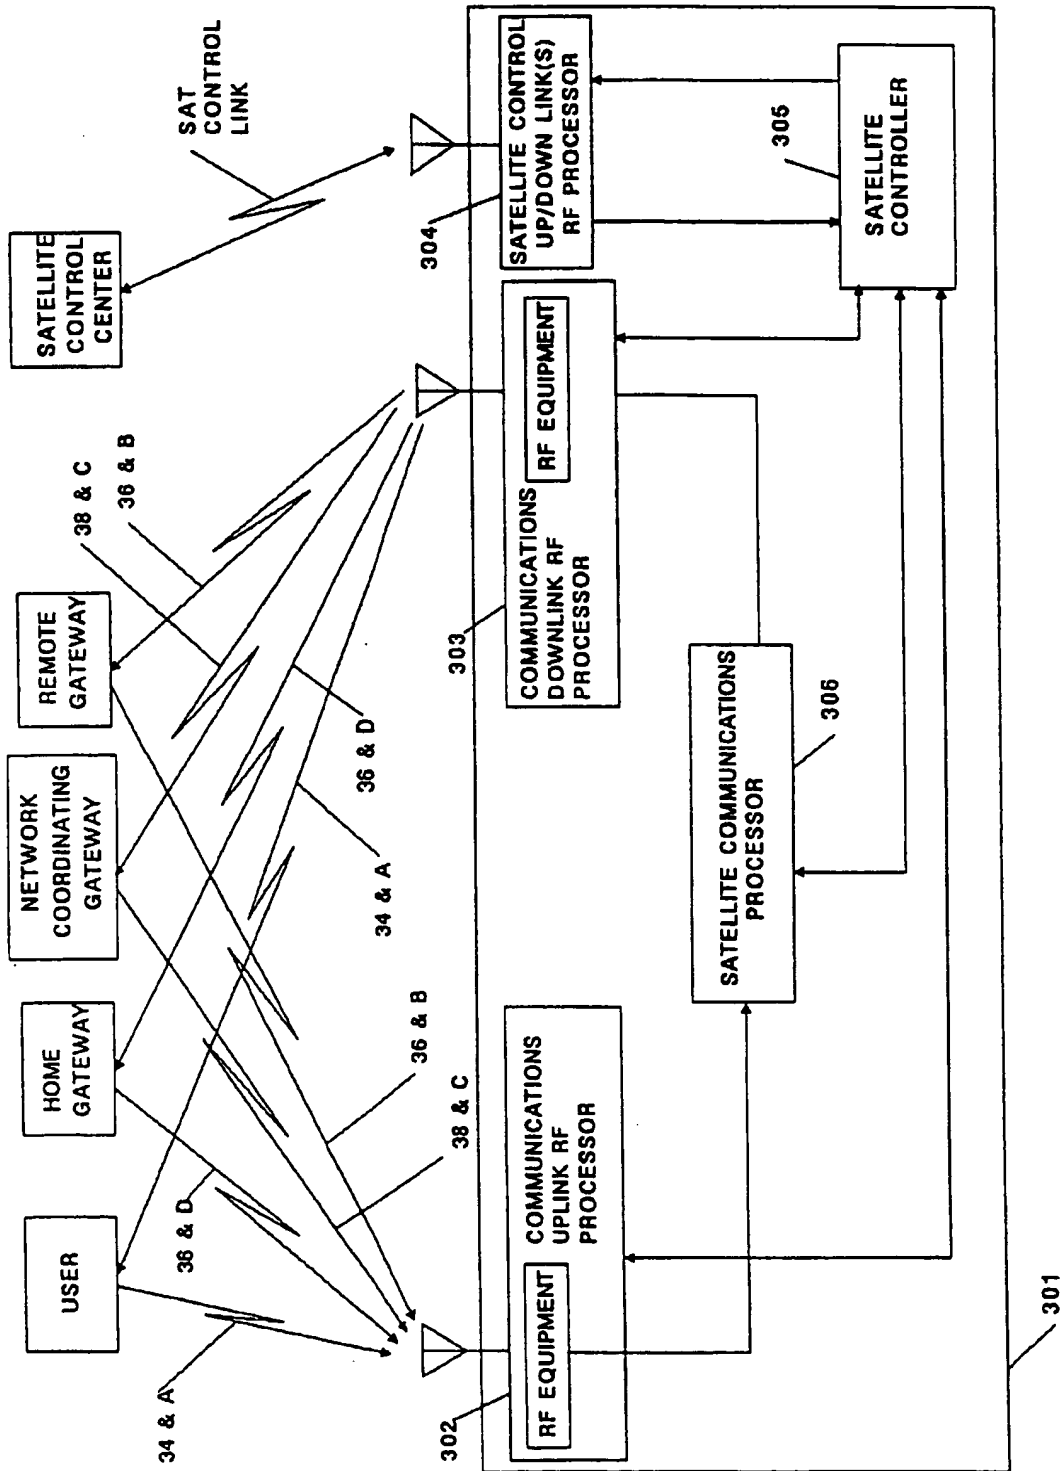 USER
HOME
GATEWAY
NETWORK
COORDINATING
GATEWAY
REMOTE
GATEWAY
SATELLITE
CONTROL
CENTER
34 & A
36 & D
38 & C
36 & B
SAT
CONTROL
LINK
36 & B
38 & C
34 & A
36 & D
302
303
304
RF EQUIPMENT
COMMUNICATIONS
UPLINK RF
PROCESSOR
COMMUNICATIONS
DOWNLINK RF
PROCESSOR
RF EQUIPMENT
SATELLITE CONTROL
UP/DOWN LINK(S)
RF PROCESSOR
SATELLITE COMMUNICATIONS
PROCESSOR
306
305
SATELLITE
CONTROLLER
301